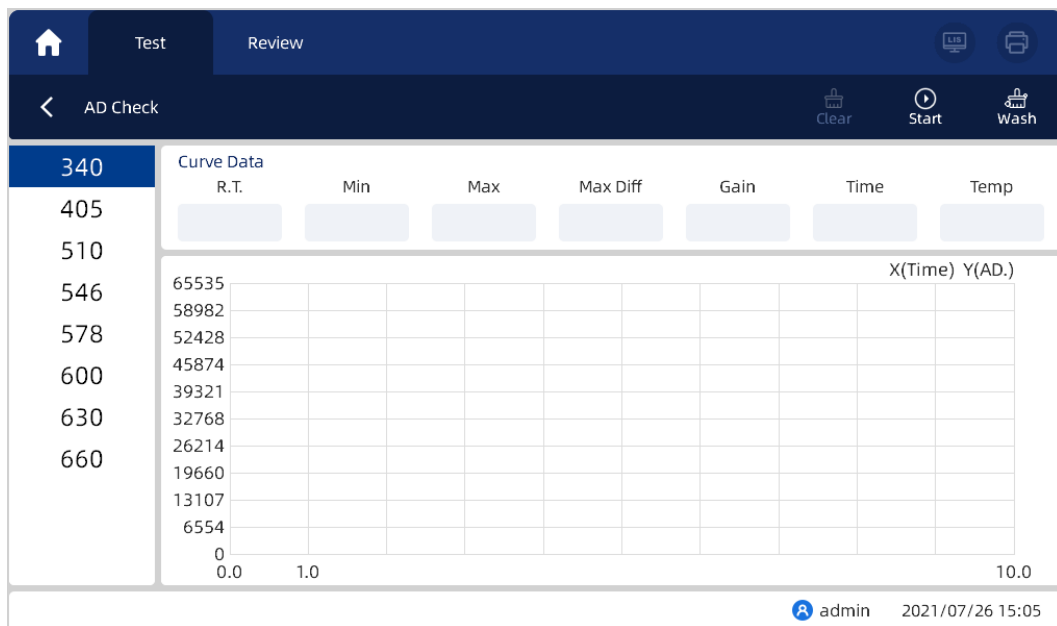 Test Review LIS
AD Check Clear Start Wash
340
405
510
546
578
600
630
660
Curve Data
R.T. Min Max Max Diff Gain Time Temp
X(Time) Y(AD.)
65535
58982
52428
45874
39321
32768
26214
19660
13107
6554
0
0.0 1.0 10.0
admin 2021/07/26 15:05